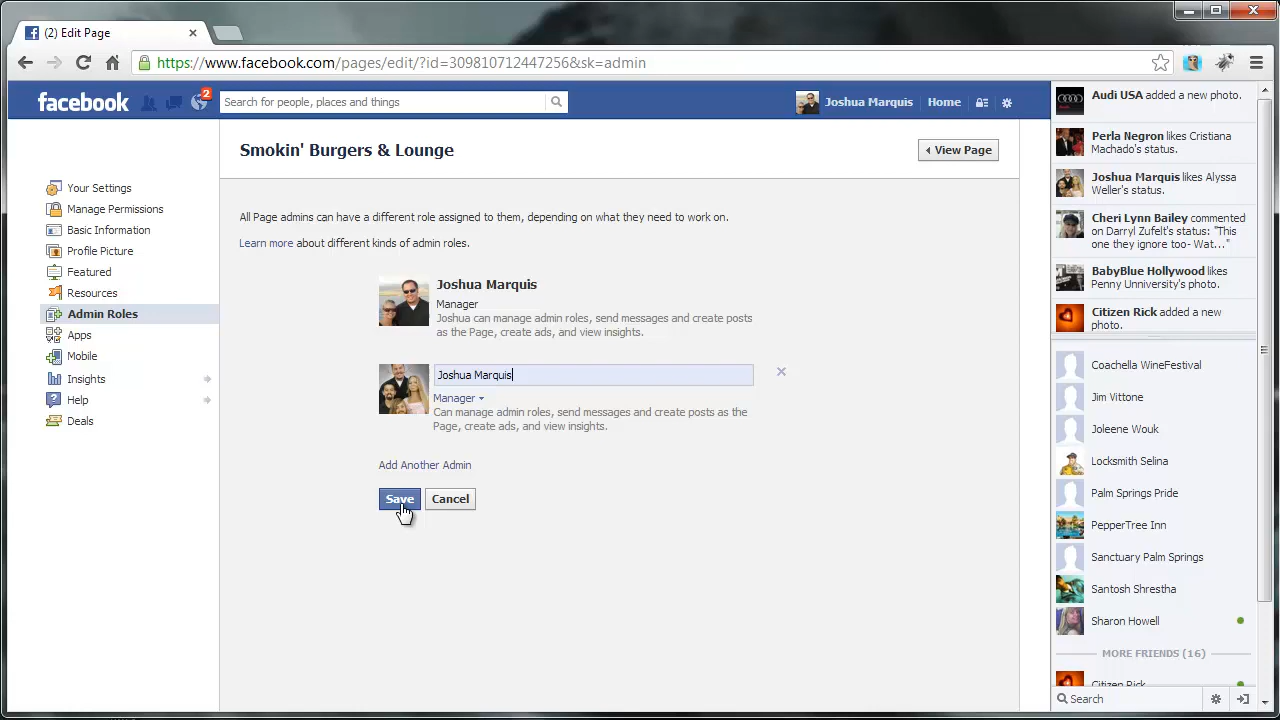 (2) Edit Page
https://www.facebook.com/pages/edit/?id=309810712447256&sk=admin
facebook
2
Search for people, places and things
Joshua Marquis
Home
Smokin' Burgers & Lounge
View Page
Your Settings
Manage Permissions
Basic Information
Profile Picture
Featured
Resources
Admin Roles
Apps
Mobile
Insights
Help
Deals
All Page admins can have a different role assigned to them, depending on what they need to work on.
Learn more about different kinds of admin roles.
Joshua Marquis
Manager
Joshua can manage admin roles, send messages and create posts
as the Page, create ads, and view insights.
Joshua Marquis
Manager
Can manage admin roles, send messages and create posts as the
Page, create ads, and view insights.
Add Another Admin
Save
Cancel
Audi USA added a new photo.
Perla Negron likes Cristiana
Machado's status.
Joshua Marquis likes Alyssa
Weller's status.
Cheri Lynn Bailey commented
on Darryl Zufelt's status: "This
one they ignore too- Wat..."
BabyBlue Hollywood likes
Penny Unniversity's photo.
Citizen Rick added a new
photo.
Coachella WineFestival
Jim Vittone
Joleene Wouk
Locksmith Selina
Palm Springs Pride
PepperTree Inn
Sanctuary Palm Springs
Santosh Shrestha
Sharon Howell
MORE FRIENDS (16)
Citizen Rick
Search